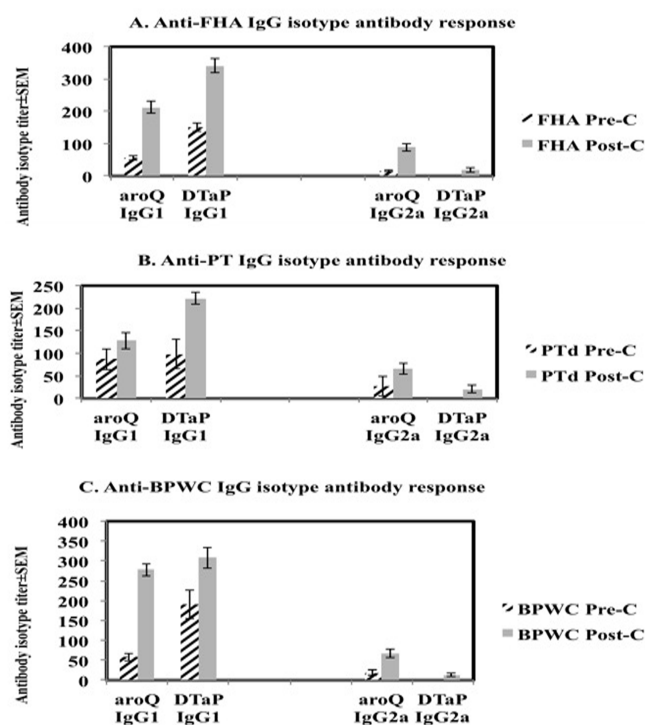 A. Anti-FHA IgG isotype antibody response
Antibody isotype titer±SEM
400
300
200
100
0
aroQ IgG1
DTaP IgG1
aroQ IgG2a
DTaP IgG2a
FHA Pre-C
FHA Post-C
B. Anti-PT IgG isotype antibody response
Antibody isotype titer±SEM
250
200
150
100
50
0
aroQ IgG1
DTaP IgG1
aroQ IgG2a
DTaP IgG2a
PTd Pre-C
PTd Post-C
C. Anti-BPWC IgG isotype antibody response
Antibody isotype titer±SEM
400
350
300
250
200
150
100
50
0
aroQ IgG1
DTaP IgG1
aroQ IgG2a
DTaP IgG2a
BPWC Pre-C
BPWC Post-C